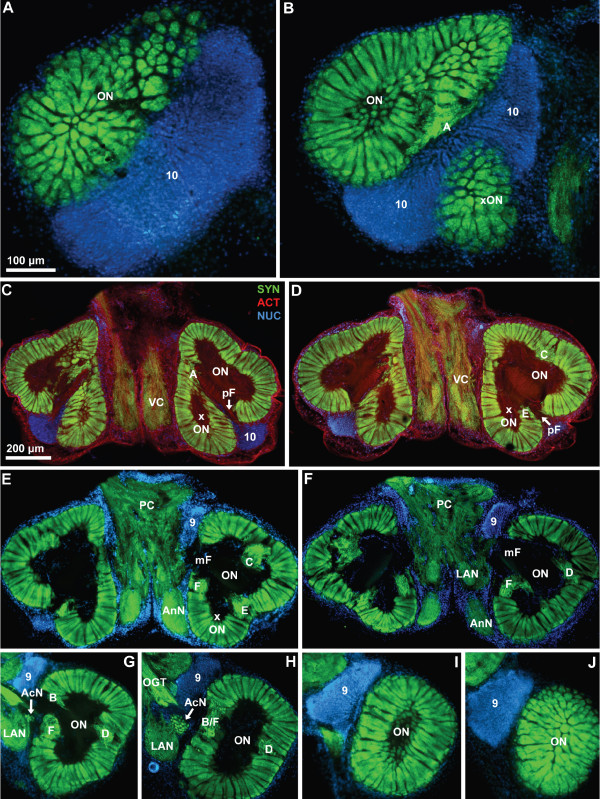 A
ON
10
100 µm
B
ON
10
A
10
xON
C
SYN
ACT
NUC
A
ON
pF
VC
x
ON
10
200 µm
D
C
ON
VC
x
E
ON
pF
E
PC
9
mF
C
F
ON
AnN
x
E
ON
F
PC
9
mF
LAN
F
ON
D
AnN
G
9
AcN
B
ON
LAN
F
D
H
9
OGT
AcN
B/F
LAN
ON
D
I
9
ON
J
9
ON